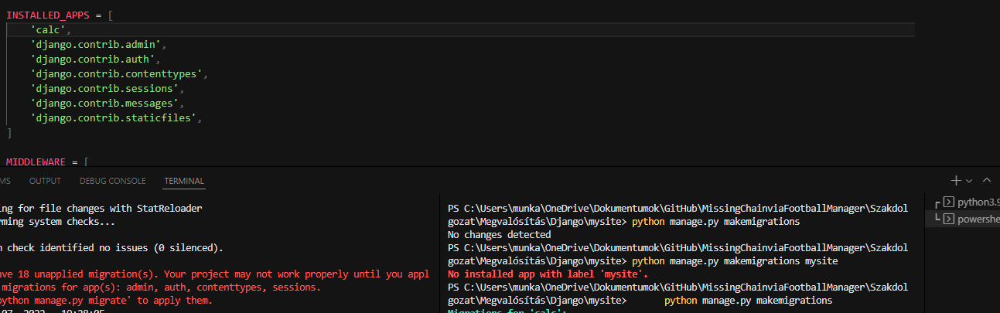 INSTALLED_APPS = [
    'calc',
    'django.contrib.admin',
    'django.contrib.auth',
    'django.contrib.contenttypes',
    'django.contrib.sessions',
    'django.contrib.messages',
    'django.contrib.staticfiles',
]
MIDDLEWARE = [
MS OUTPUT DEBUG CONSOLE TERMINAL
ing for file changes with StatReloader
rming system checks...
m check identified no issues (0 silenced).
ave 18 unapplied migration(s). Your project may not work properly until you appl
migrations for app(s): admin, auth, contenttypes, sessions.
python manage.py migrate' to apply them.
PS C:\Users\munka\OneDrive\Dokumentumok\GitHub\MissingChainviaFootballManager\Szakdol
gozat\Megvalósítás\Django\mysite> python manage.py makemigrations
No changes detected
PS C:\Users\munka\OneDrive\Dokumentumok\GitHub\MissingChainviaFootballManager\Szakdol
gozat\Megvalósítás\Django\mysite> python manage.py makemigrations mysite
No installed app with label 'mysite'.
PS C:\Users\munka\OneDrive\Dokumentumok\GitHub\MissingChainviaFootballManager\Szakdol
gozat\Megvalósítás\Django\mysite> python manage.py makemigrations
Migrations for 'calc':
python3.9
powershe